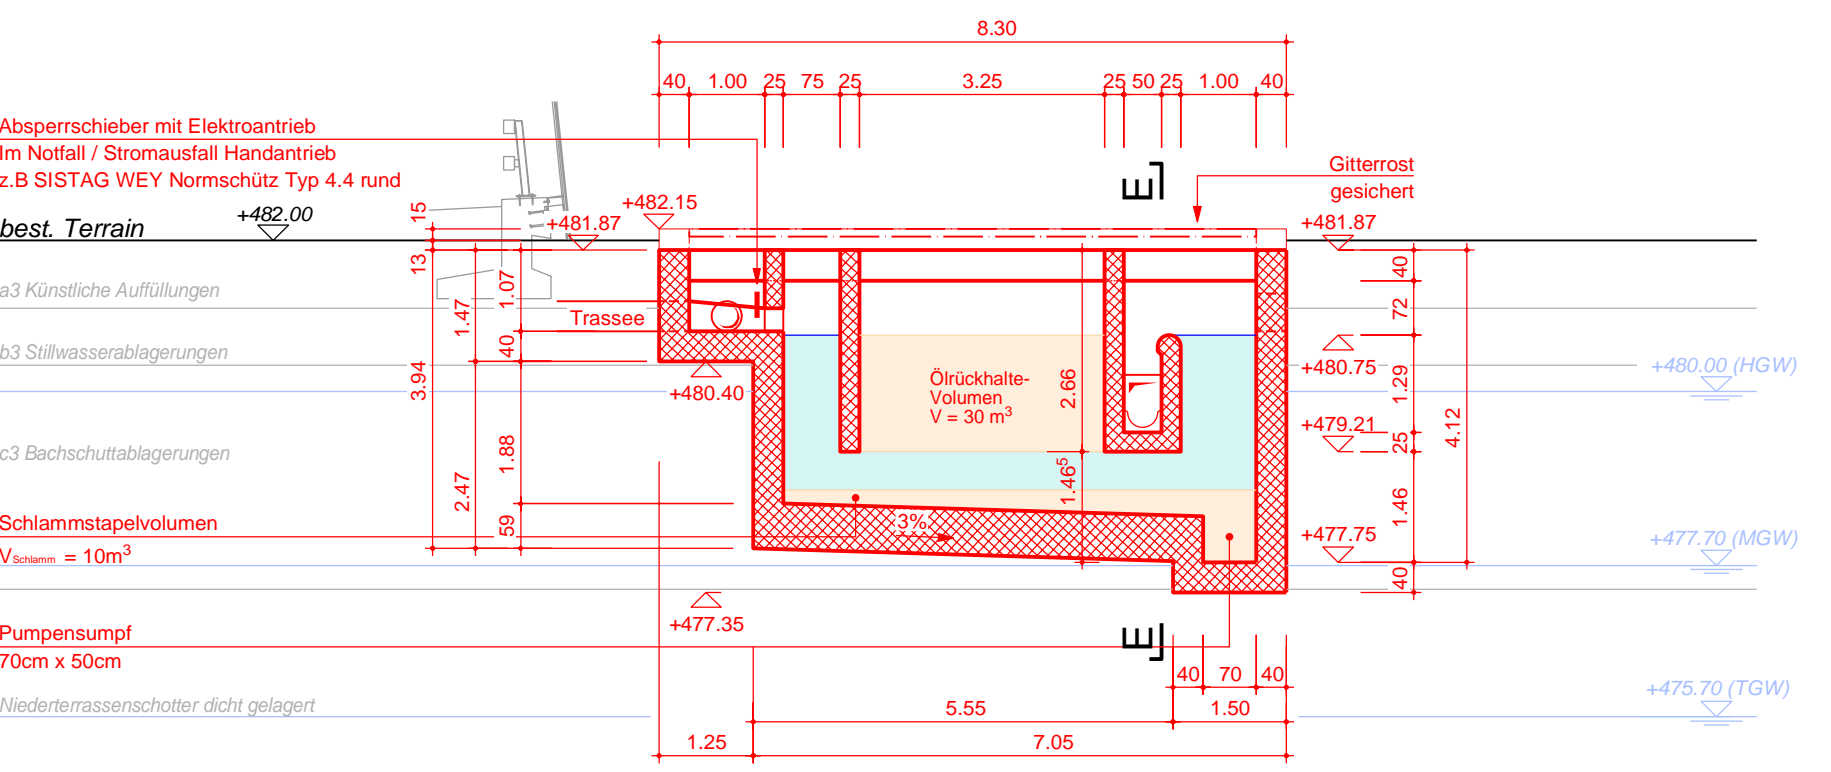 8.30
40 1.00 25 75 25 3.25 25 50 25 1.00 40
Absperrschieber mit Elektroantrieb
Im Notfall / Stromausfall Handantrieb
z.B SISTAG WEY Normschütz Typ 4.4 rund
best. Terrain
+482.00
15
13
+481.87
+482.15
E
Gitterrost
gesichert
+481.87
a3 Künstliche Auffüllungen
b3 Stillwasserablagerungen
c3 Bachschuttablagerungen
3.94
1.47
2.47
1.07
40
1.88
59
Trassee
+480.40
Ölrückhalte-
Volumen
V = 30 m³
2.66
1.46⁵
3%
40
72
+480.75
1.29
+479.21
25
4.12
1.46
+477.75
40
+480.00 (HGW)
+477.70 (MGW)
+475.70 (TGW)
Schlammstapelvolumen
VSchlamm = 10m³
+477.35
Pumpensumpf
70cm x 50cm
E
Niederterrassenschotter dicht gelagert
40 70 40
5.55 1.50
1.25 7.05